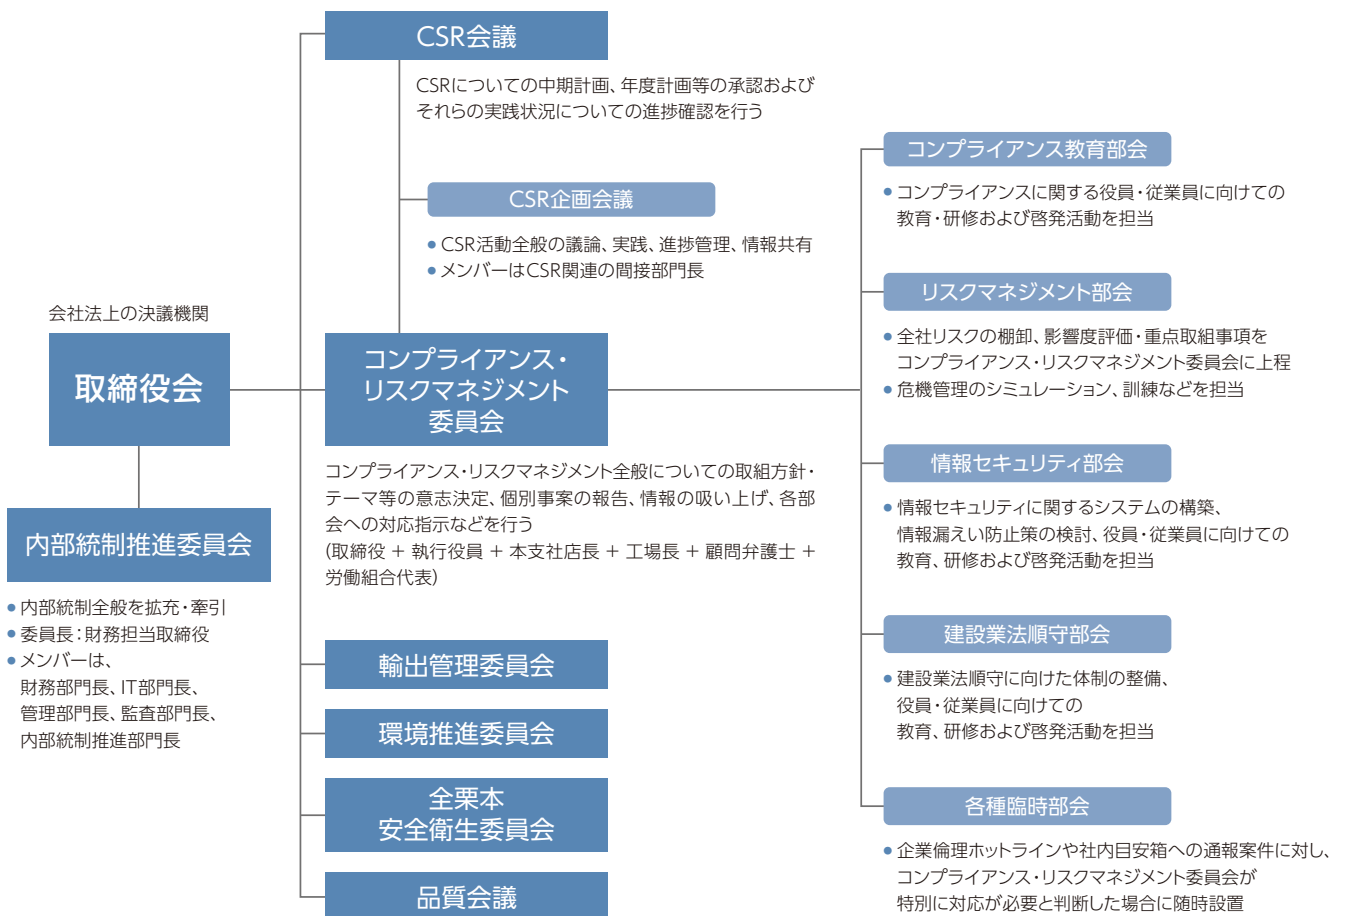 CSR会議
CSRについての中期計画、年度計画等の承認および
それらの実践状況についての進捗確認を行う
CSR企画会議
● CSR活動全般の議論、実践、進捗管理、情報共有
● メンバーはCSR関連の間接部門長
会社法上の決議機関
取締役会
内部統制推進委員会
● 内部統制全般を拡充・牽引
● 委員長：財務担当取締役
● メンバーは、
財務部門長、IT部門長、
管理部門長、監査部門長、
内部統制推進部門長
コンプライアンス・
リスクマネジメント
委員会
コンプライアンス・リスクマネジメント全般についての取組方針・
テーマ等の意志決定、個別事案の報告、情報の吸い上げ、各部
会への対応指示などを行う
(取締役 + 執行役員 + 本支社店長 + 工場長 + 顧問弁護士 +
労働組合代表)
輸出管理委員会
環境推進委員会
全栗本
安全衛生委員会
品質会議
コンプライアンス教育部会
● コンプライアンスに関する役員・従業員に向けての
教育・研修および啓発活動を担当
リスクマネジメント部会
● 全社リスクの棚卸、影響度評価・重点取組事項を
コンプライアンス・リスクマネジメント委員会に上程
● 危機管理のシミュレーション、訓練などを担当
情報セキュリティ部会
● 情報セキュリティに関するシステムの構築、
情報漏えい防止策の検討、役員・従業員に向けての
教育、研修および啓発活動を担当
建設業法順守部会
● 建設業法順守に向けた体制の整備、
役員・従業員に向けての
教育、研修および啓発活動を担当
各種臨時部会
● 企業倫理ホットラインや社内目安箱への通報案件に対し、
コンプライアンス・リスクマネジメント委員会が
特別に対応が必要と判断した場合に随時設置